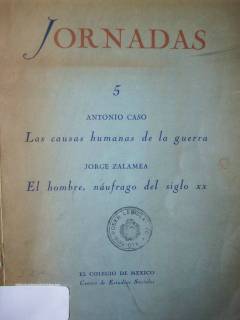 JORNADAS
5
ANTONIO CASO
Las causas humanas de la guerra
JORGE ZALAMEA
El hombre, náufrago del siglo xx
EL COLEGIO DE MEXICO
Centro de Estudios Sociales